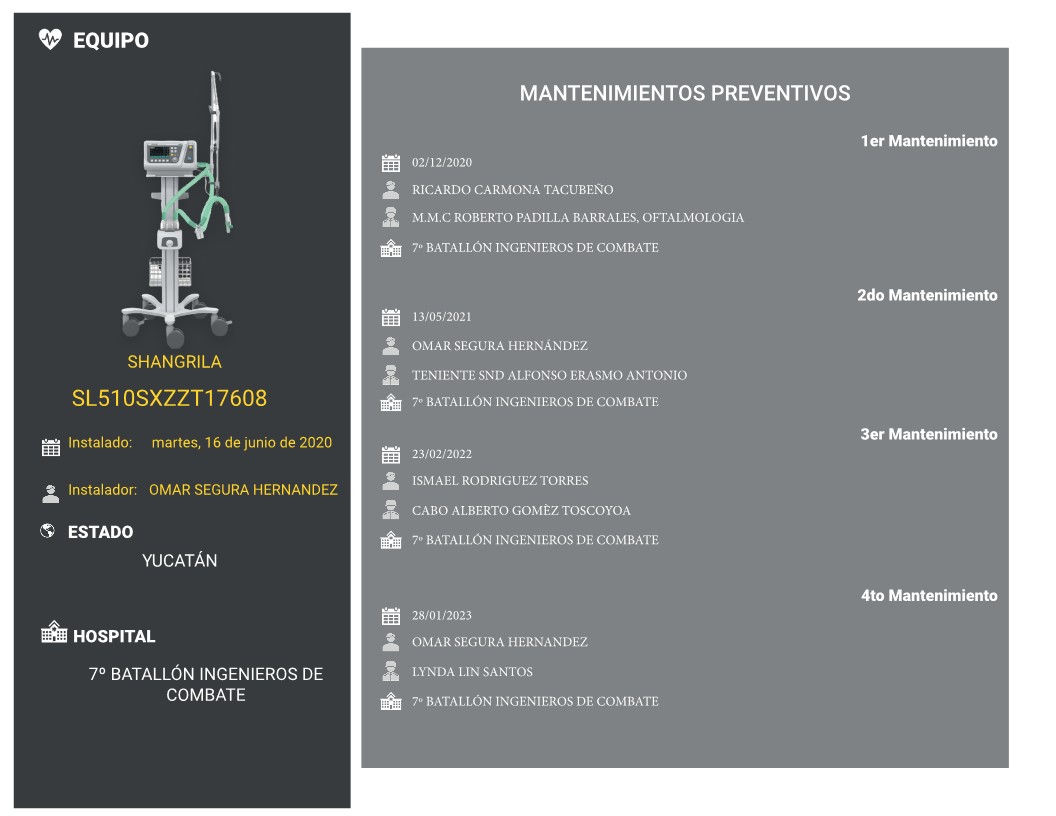 EQUIPO
SHANGRILA
SL510SXZZT17608
Instalado: martes, 16 de junio de 2020
Instalador: OMAR SEGURA HERNANDEZ
ESTADO
YUCATÁN
HOSPITAL
7º BATALLÓN INGENIEROS DE
COMBATE
MANTENIMIENTOS PREVENTIVOS
1er Mantenimiento
02/12/2020
RICARDO CARMONA TACUBEÑO
M.M.C ROBERTO PADILLA BARRALES, OFTALMOLOGIA
7º BATALLÓN INGENIEROS DE COMBATE
2do Mantenimiento
13/05/2021
OMAR SEGURA HERNÁNDEZ
TENIENTE SND ALFONSO ERASMO ANTONIO
7º BATALLÓN INGENIEROS DE COMBATE
3er Mantenimiento
23/02/2022
ISMAEL RODRIGUEZ TORRES
CABO ALBERTO GOMÈZ TOSCOYOA
7º BATALLÓN INGENIEROS DE COMBATE
4to Mantenimiento
28/01/2023
OMAR SEGURA HERNANDEZ
LYNDA LIN SANTOS
7º BATALLÓN INGENIEROS DE COMBATE